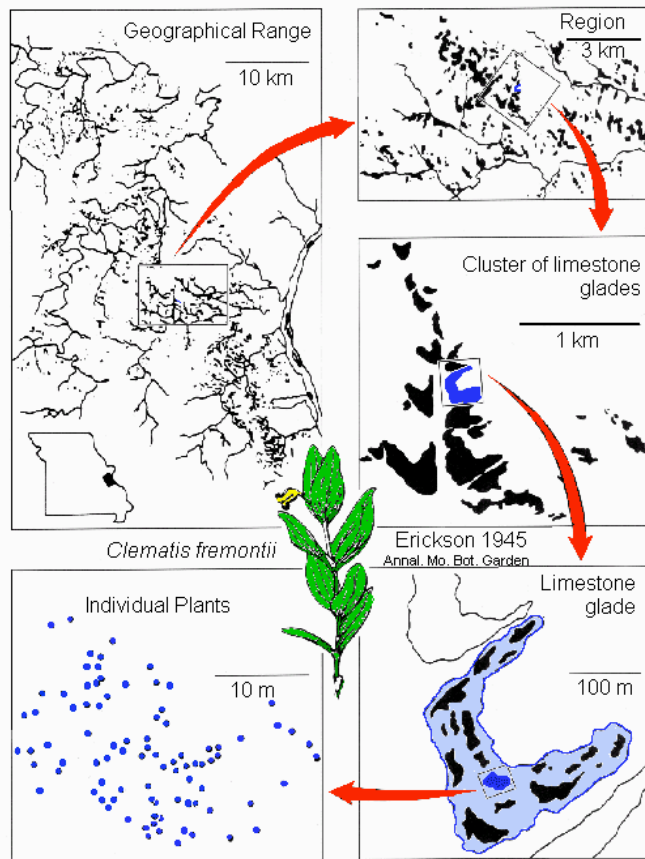 Geographical Range
10 km
Region
3 km
Cluster of limestone
glades
1 km
Clematis fremontii
Erickson 1945
Annal. Mo. Bot. Garden
Individual Plants
10 m
Limestone
glade
100 m